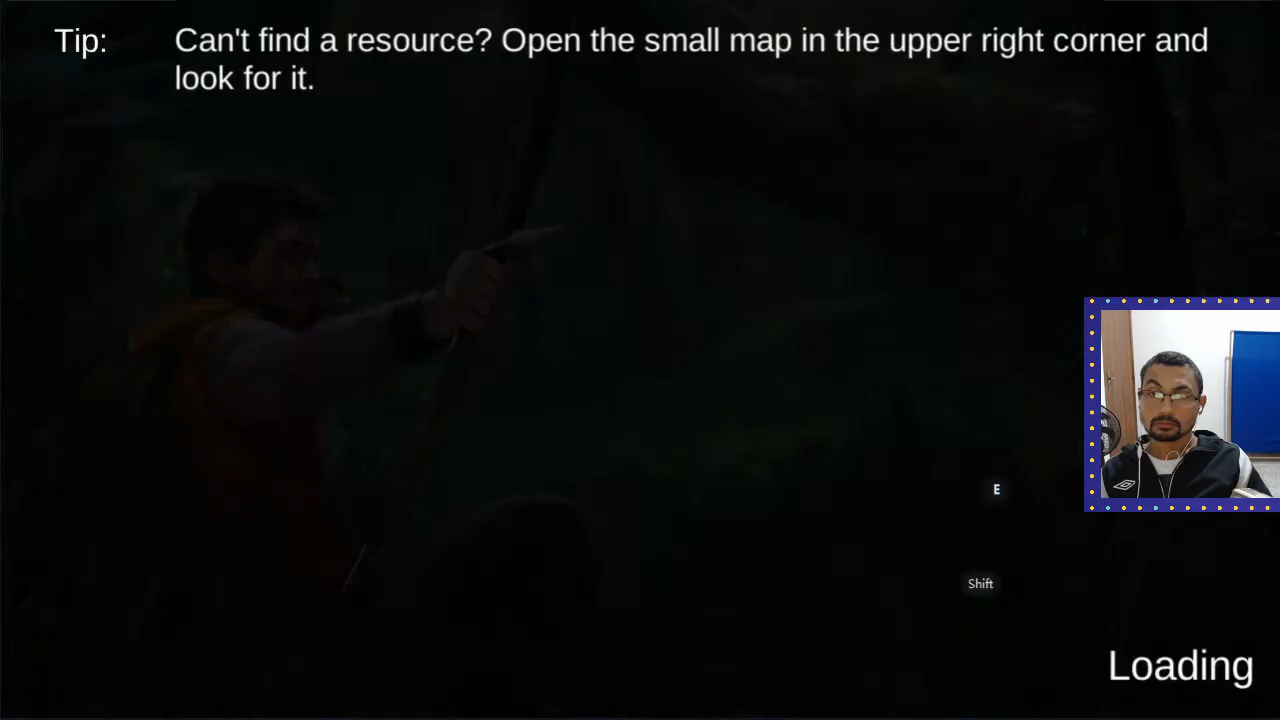 Tip:
Can't find a resource? Open the small map in the upper right corner and
look for it.
E
Shift
Loading